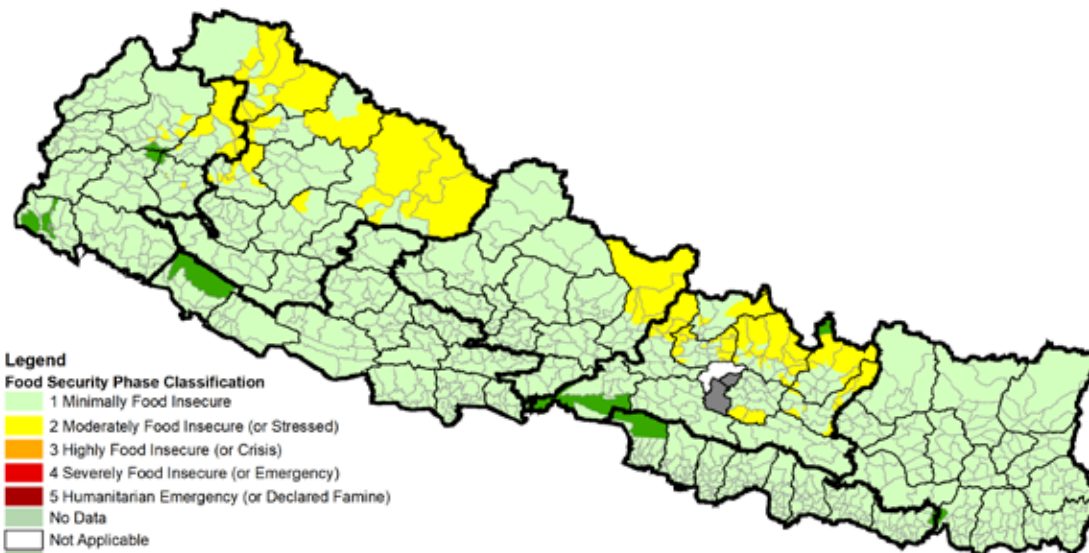 Legend
Food Security Phase Classification
1 Minimally Food Insecure
2 Moderately Food Insecure (or Stressed)
3 Highly Food Insecure (or Crisis)
4 Severely Food Insecure (or Emergency)
5 Humanitarian Emergency (or Declared Famine)
No Data
Not Applicable